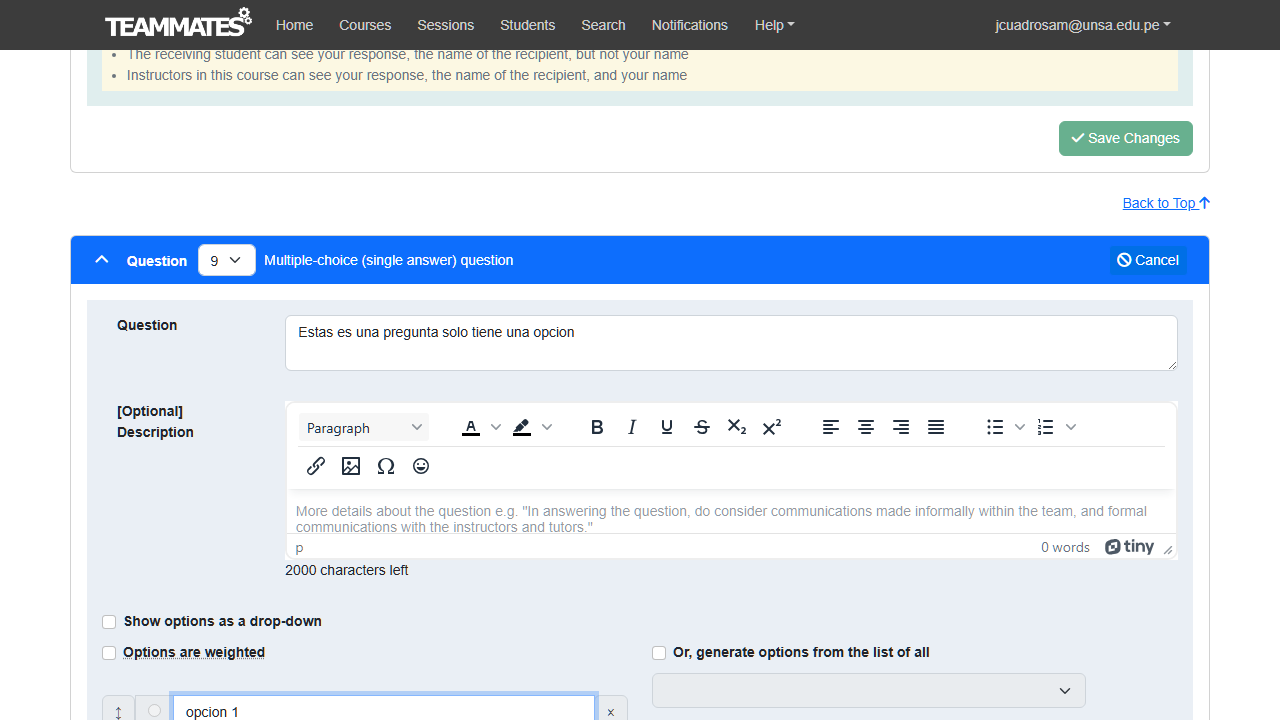 TEAMMATES Home Courses Sessions Students Search Notifications Help jcuadrosam@unsa.edu.pe
The receiving student can see your response, the name of the recipient, but not your name
Instructors in this course can see your response, the name of the recipient, and your name
Save Changes
Back to Top
Question 9 Multiple-choice (single answer) question Cancel
Question
Estas es una pregunta solo tiene una opcion
[Optional]
Description
Paragraph
More details about the question e.g. "In answering the question, do consider communications made informally within the team, and formal
communications with the instructors and tutors."
p 0 words tiny
2000 characters left
Show options as a drop-down
Options are weighted
Or, generate options from the list of all
opcion 1